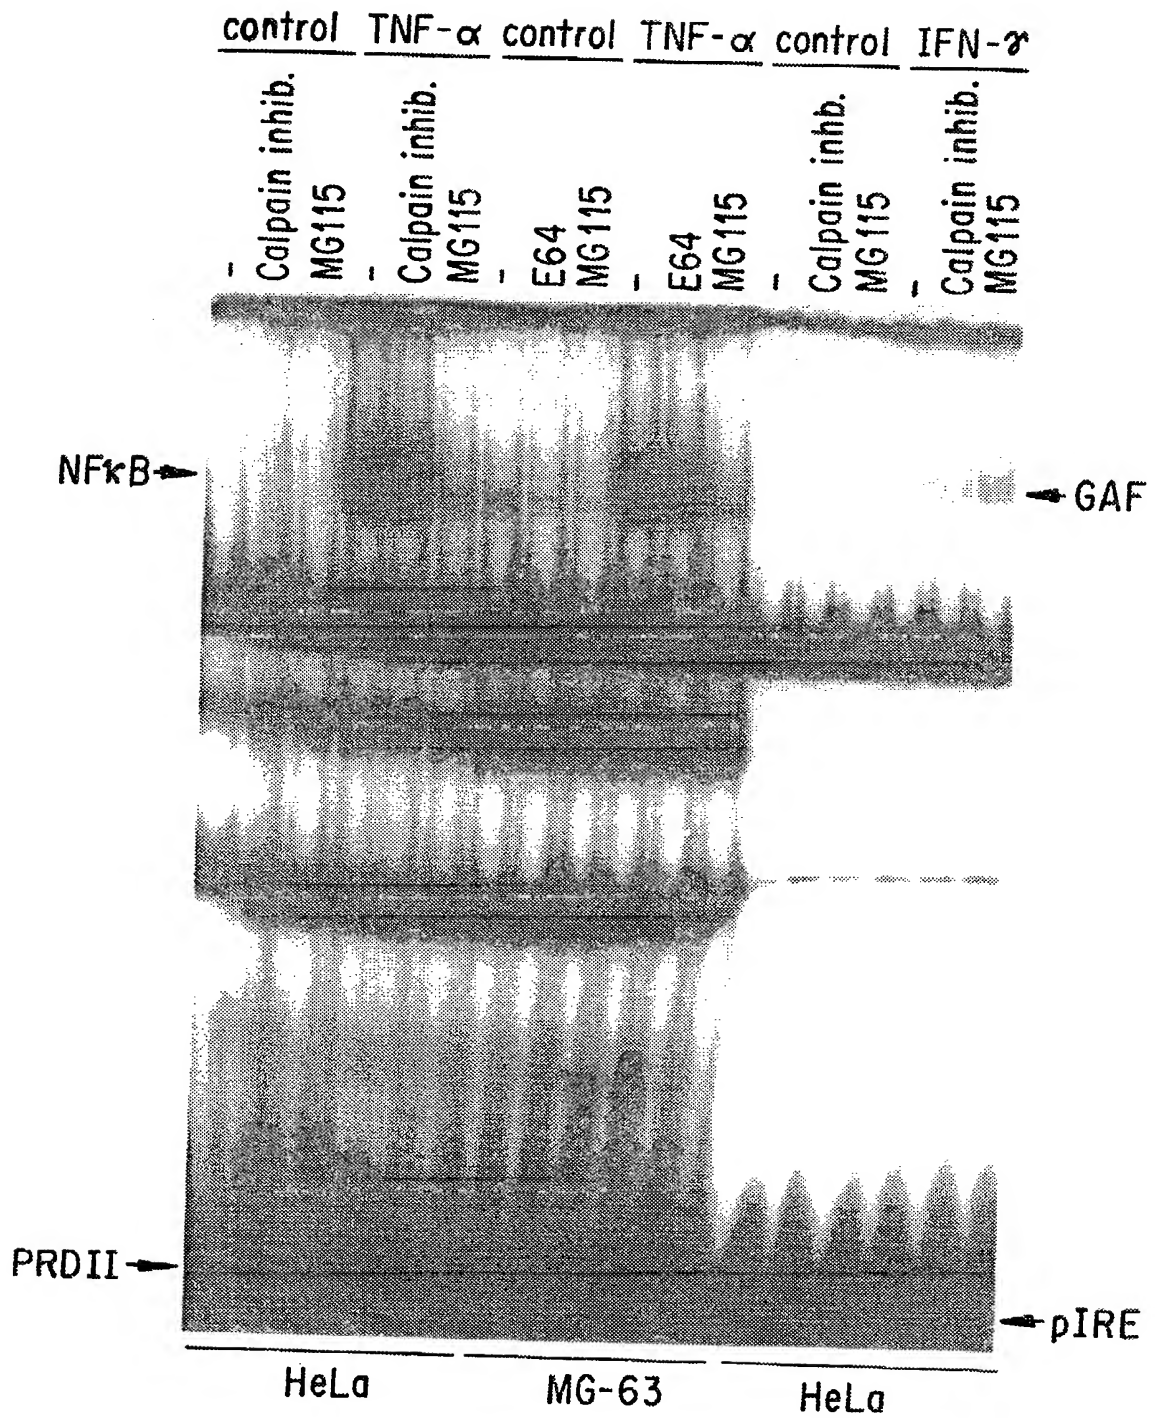 control TNF-α control TNF-α control IFN-γ
- Calpain inhib. MG115 - Calpain inhib. MG115 - E64 MG115 - E64 MG115 - Calpain inhb. MG115 - Calpain inhib. MG115
NFκB
GAF
PRDII
pIRE
HeLa MG-63 HeLa